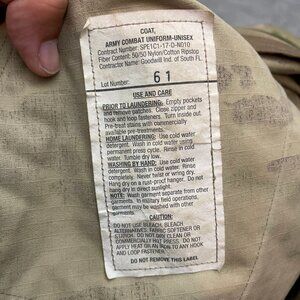 COAT,
ARMY COMBAT UNIFORM-UNISEX
Contract Number: SPE1C1-17-D-N010
Fiber Content: 50/50 Nylon/Cotton Ripstop
Contractor Name: Goodwill Ind. of South FL
Lot Number: 61
USE AND CARE
PRIOR TO LAUNDERING: Empty pockets
and remove patches. Close zipper and
hook and loop fasteners. Turn inside out.
Pre-treat stains with commercially
available pre-treatment.
HOME LAUNDERING: Use cold water,
detergent. Wash in cold water using
permanent press cycle. Rinse in cold
water. Tumble dry low.
WASHING BY HAND: Use cold water,
detergent. Wash in cold water. Rinse
completely. Never twist or wring dry.
Hang dry on a rust-proof hanger. Do not
hang dry in direct sunlight.
NOTE: Wash garment separate from other
garments. In military field operations,
garment may be washed with other
garments.
CAUTION:
DO NOT USE BLEACH, BLEACH
ALTERNATIVES, FABRIC SOFTENER OR
STARCH. DO NOT DRY CLEAN OR
COMMERCIALLY HOT PRESS. DO NOT
APPLY HEAT OR AN IRON TO ANY HOOK
AND LOOP FASTENER.
DO NOT REMOVE THIS LABEL